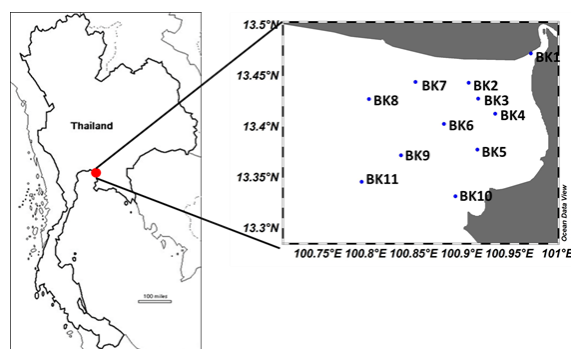 Thailand
100 miles
13.5°N
13.45°N
13.4°N
13.35°N
13.3°N
BK1
BK7
BK2
BK8
BK3
BK4
BK6
BK9
BK5
BK11
BK10
100.75°E 100.8°E 100.85°E 100.9°E 100.95°E 101°E
Ocean Data View